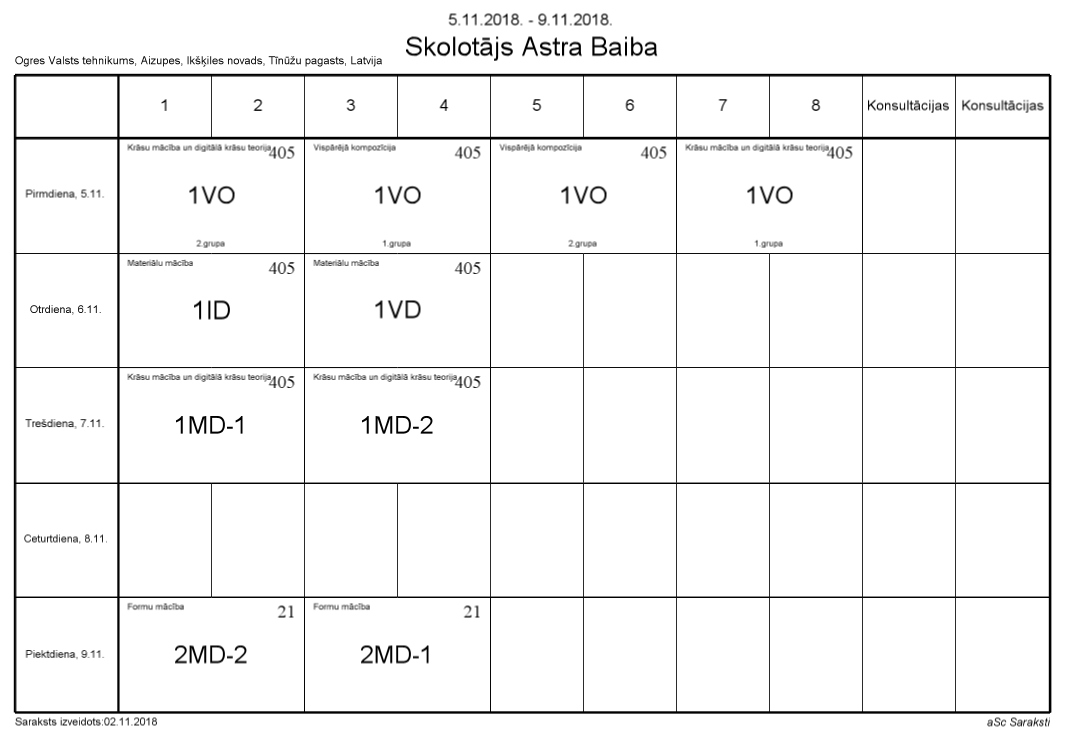 5.11.2018. - 9.11.2018.
Skolotājs Astra Baiba
Ogres Valsts tehnikums, Aizupes, Ikšķiles novads, Tīnūžu pagasts, Latvija
1 2 3 4 5 6 7 8 Konsultācijas Konsultācijas
Pirmdiena, 5.11.
Krāsu mācība un digitālā krāsu teorija 405
1VO
2.grupa
Vispārējā kompozīcija 405
1VO
1.grupa
Vispārējā kompozīcija 405
1VO
2.grupa
Krāsu mācība un digitālā krāsu teorija 405
1VO
1.grupa
Otrdiena, 6.11.
Materiālu mācība 405
1ID
Materiālu mācība 405
1VD
Trešdiena, 7.11.
Krāsu mācība un digitālā krāsu teorija 405
1MD-1
Krāsu mācība un digitālā krāsu teorija 405
1MD-2
Ceturtdiena, 8.11.
Piektdiena, 9.11.
Formu mācība 21
2MD-2
Formu mācība 21
2MD-1
Saraksts izveidots:02.11.2018
aSc Saraksti